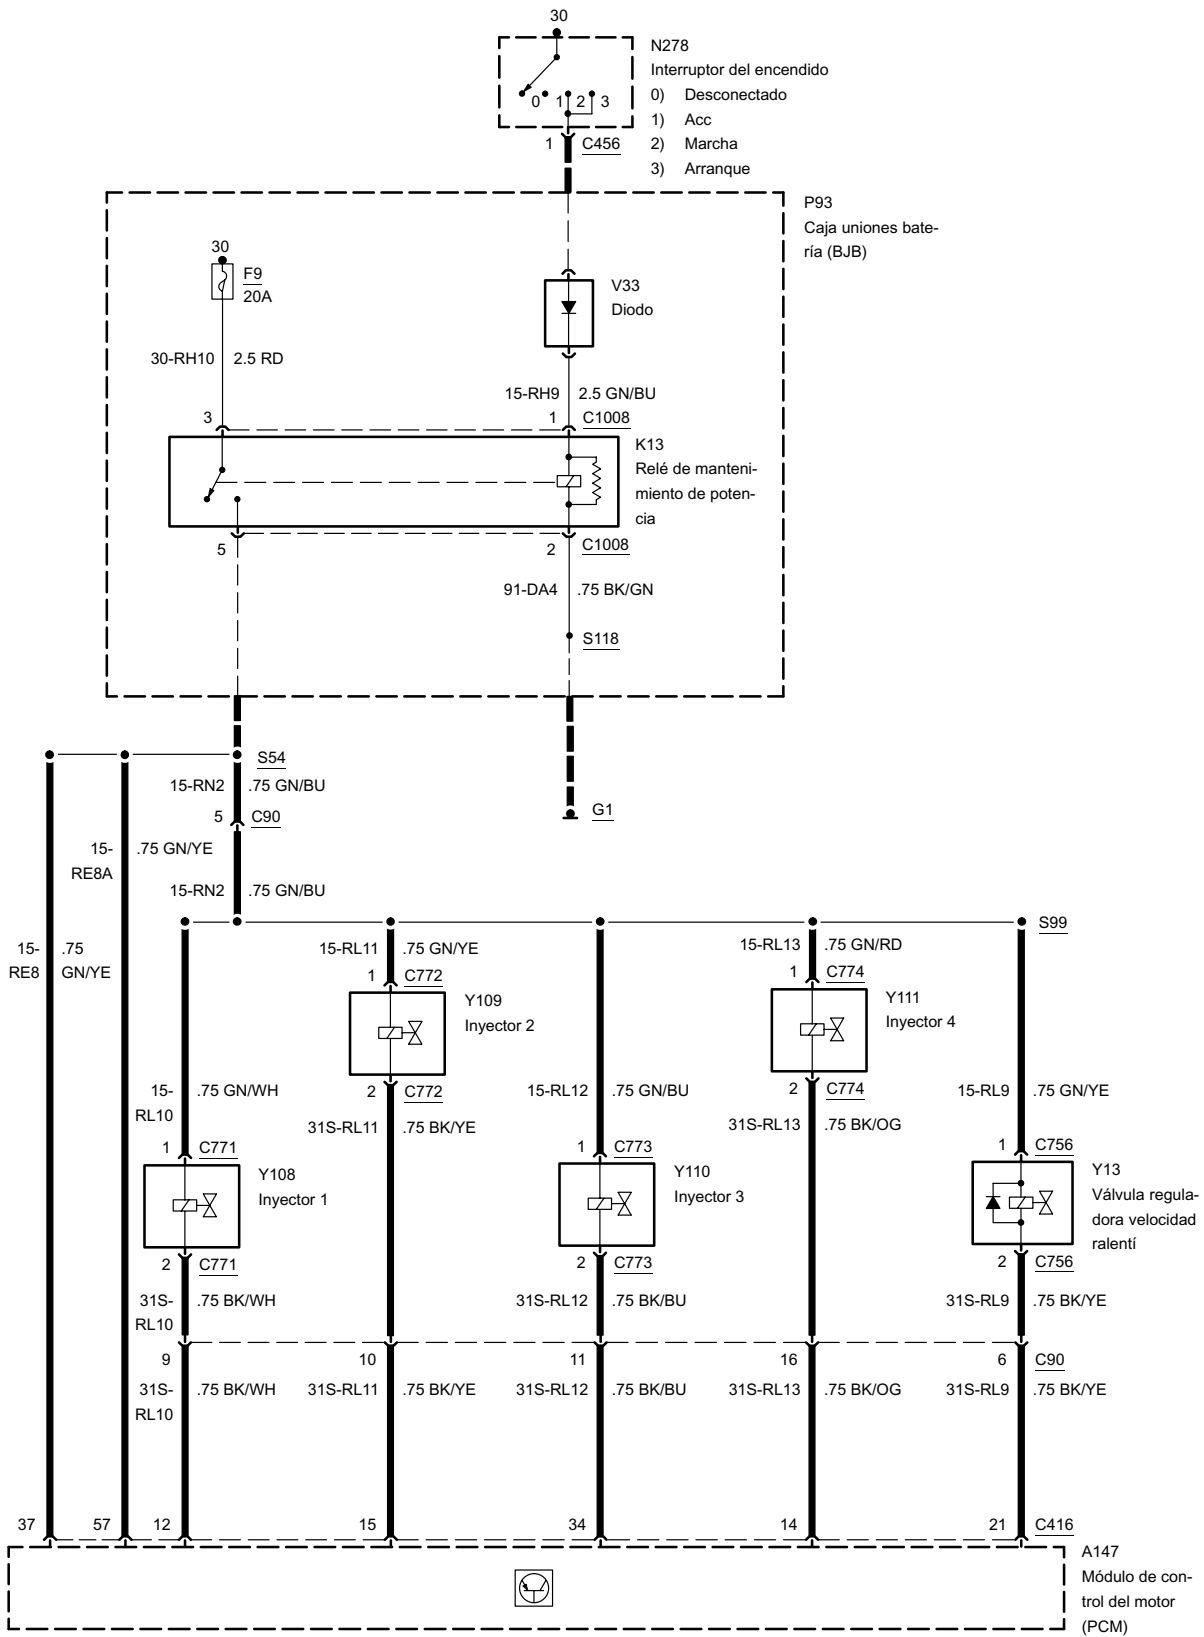 30
N278
Interruptor del encendido
0) Desconectado
1) Acc
2) Marcha
3) Arranque
0 1 2 3
1 C456
P93
Caja uniones bate-
ría (BJB)
30
F9
20A
V33
Diodo
30-RH10 2.5 RD
15-RH9 2.5 GN/BU
3 1 C1008
K13
Relé de manteni-
miento de poten-
cia
5 2 C1008
91-DA4 .75 BK/GN
S118
S54
15-RN2 .75 GN/BU
5 C90
G1
15-
RE8A
.75 GN/YE
15-RN2 .75 GN/BU
S99
15-
RE8
.75
GN/YE
15-RL11 .75 GN/YE
1 C772
Y109
Inyector 2
15-RL13 .75 GN/RD
1 C774
Y111
Inyector 4
15-
RL10
.75 GN/WH
2 C772
15-RL12 .75 GN/BU
2 C774
15-RL9 .75 GN/YE
31S-RL11 .75 BK/YE
31S-RL13 .75 BK/OG
1 C771
Y108
Inyector 1
1 C773
Y110
Inyector 3
1 C756
Y13
Válvula regula-
dora velocidad
ralentí
2 C771
2 C773
2 C756
31S-
RL10
.75 BK/WH
31S-RL12 .75 BK/BU
31S-RL9 .75 BK/YE
9 10 11 16 6 C90
31S-
RL10
.75 BK/WH
31S-RL11 .75 BK/YE
31S-RL12 .75 BK/BU
31S-RL13 .75 BK/OG
31S-RL9 .75 BK/YE
37 57 12 15 34 14 21 C416
A147
Módulo de con-
trol del motor
(PCM)